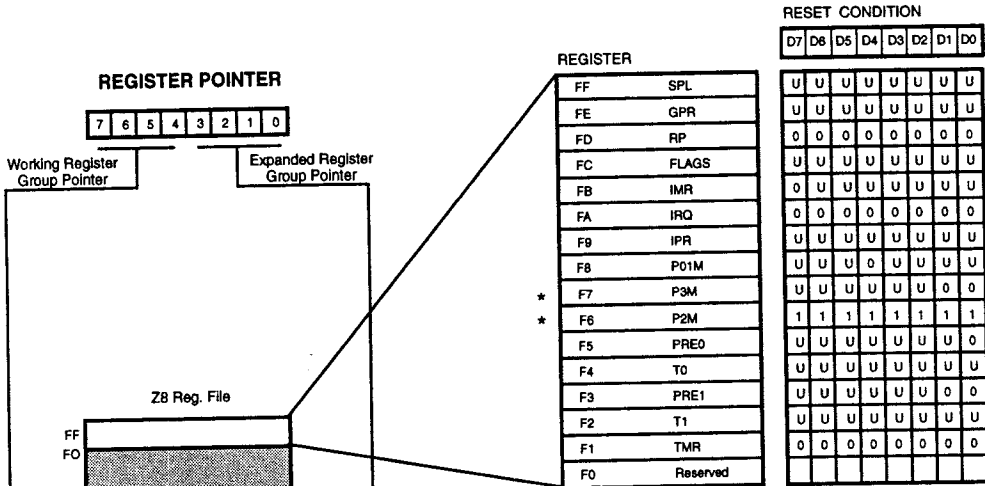 RESET CONDITION
D7 D6 D5 D4 D3 D2 D1 D0
REGISTER
REGISTER POINTER
7 6 5 4 3 2 1 0
Working Register
Group Pointer
Expanded Register
Group Pointer
FF SPL U U U U U U U U
FE GPR U U U U U U U U
FD RP 0 0 0 0 0 0 0 0
FC FLAGS U U U U U U U U
FB IMR 0 U U U U U U U
FA IRQ 0 0 0 0 0 0 0 0
F9 IPR U U U U U U U U
F8 P01M U U U 0 U U U U
* F7 P3M U U U U U U 0 0
* F6 P2M 1 1 1 1 1 1 1 1
F5 PRE0 U U U U U U U 0
F4 T0 U U U U U U U U
F3 PRE1 U U U U U U 0 0
F2 T1 U U U U U U U U
F1 TMR 0 0 0 0 0 0 0 0
F0 Reserved
Z8 Reg. File
FF
FO